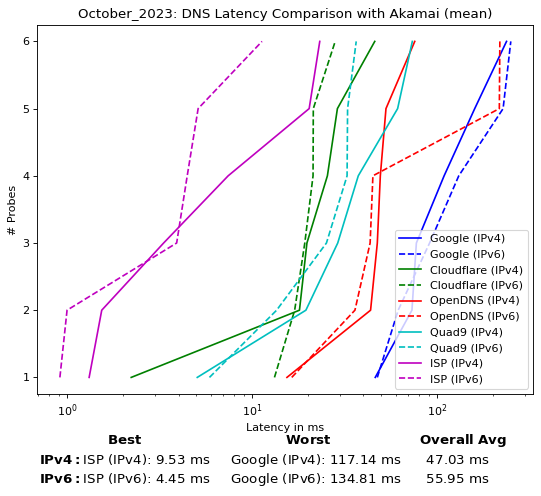 October_2023: DNS Latency Comparison with Akamai (mean)
# Probes
6
5
4
3
2
1
Google (IPv4)
Google (IPv6)
Cloudflare (IPv4)
Cloudflare (IPv6)
OpenDNS (IPv4)
OpenDNS (IPv6)
Quad9 (IPv4)
Quad9 (IPv6)
ISP (IPv4)
ISP (IPv6)
10⁰ 10¹ 10²
Latency in ms
Best Worst Overall Avg
IPv4: ISP (IPv4): 9.53 ms Google (IPv4): 117.14 ms 47.03 ms
IPv6: ISP (IPv6): 4.45 ms Google (IPv6): 134.81 ms 55.95 ms